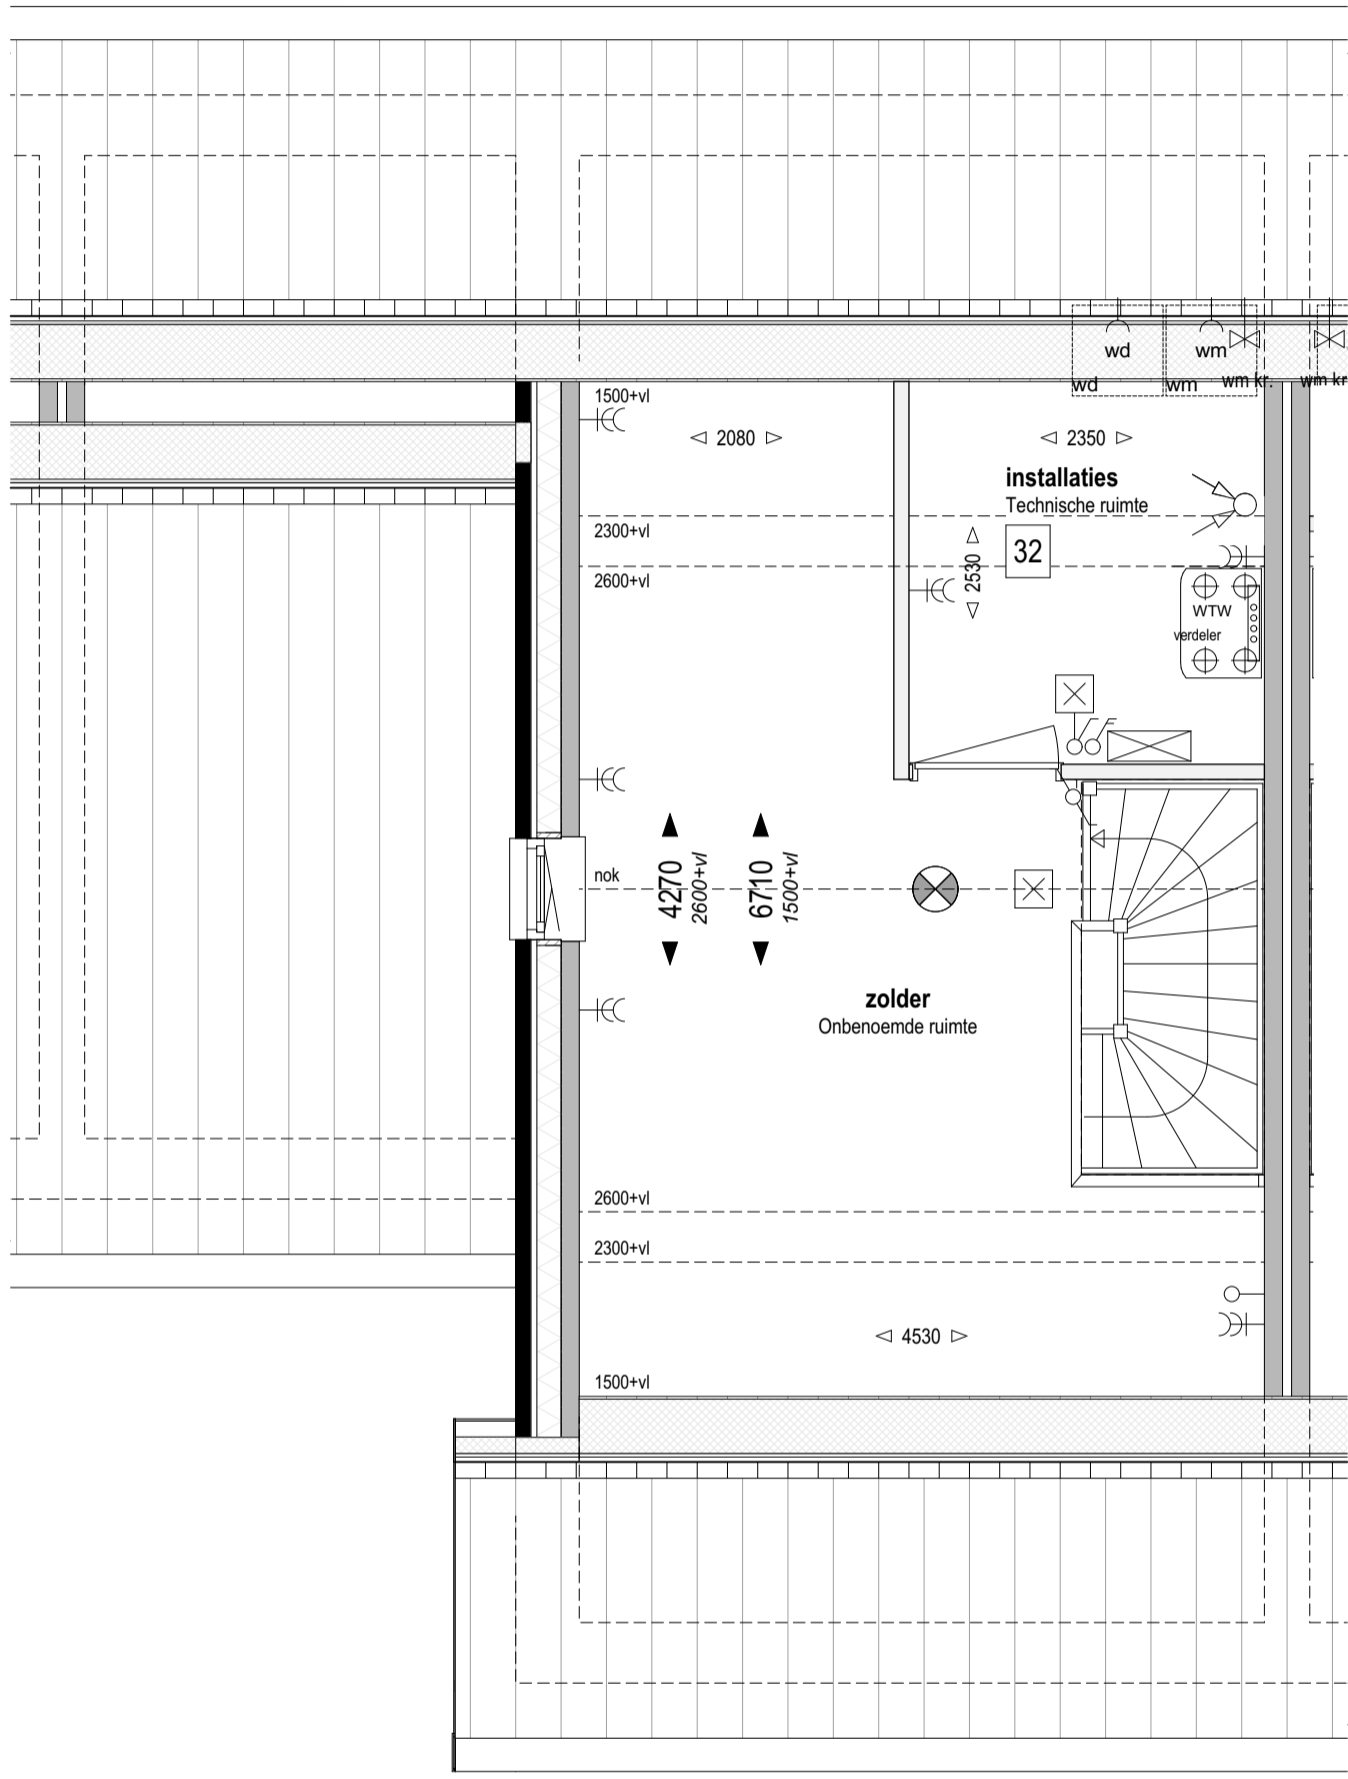 wd
wm
wd
wm
wm kr.
wm kr
1500+vl
2080
2350
installaties
Technische ruimte
2300+vl
32
2530
2600+vl
WTW
verdeler
nok
4270
2600+vl
6710
1500+vl
zolder
Onbenoemde ruimte
2600+vl
2300+vl
4530
1500+vl